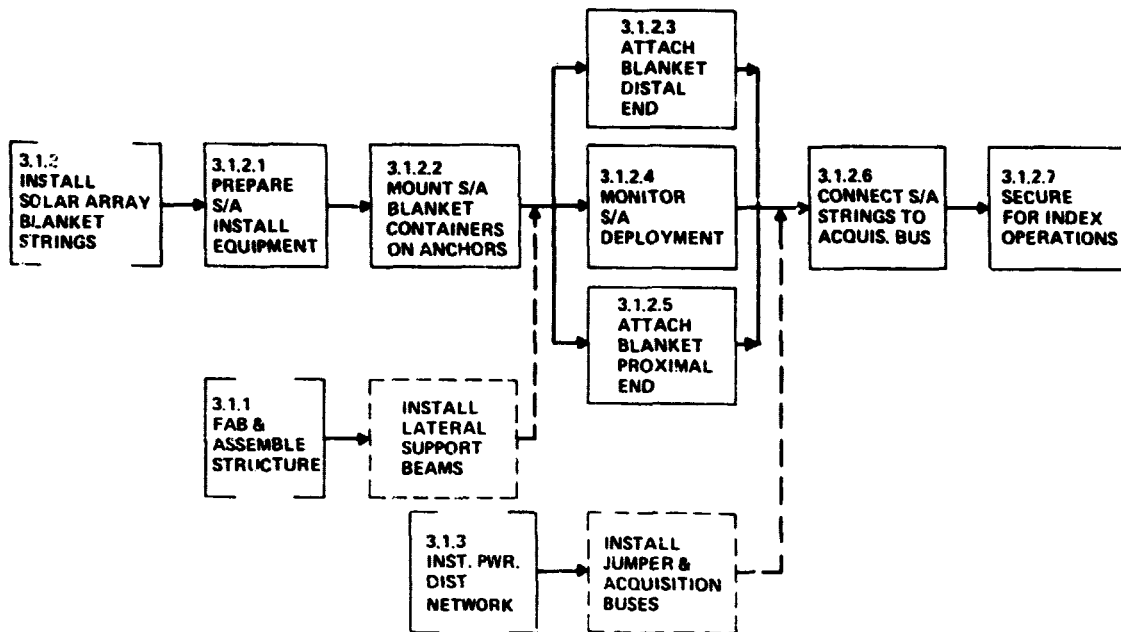 3.1.2
INSTALL
SOLAR ARRAY
BLANKET
STRINGS
3.1.2.1
PREPARE
S/A
INSTALL
EQUIPMENT
3.1.2.2
MOUNT S/A
BLANKET
CONTAINERS
ON ANCHORS
3.1.2.3
ATTACH
BLANKET
DISTAL
END
3.1.2.4
MONITOR
S/A
DEPLOYMENT
3.1.2.5
ATTACH
BLANKET
PROXIMAL
END
3.1.2.6
CONNECT S/A
STRINGS TO
ACQUIS. BUS
3.1.2.7
SECURE
FOR INDEX
OPERATIONS
3.1.1
FAB &
ASSEMBLE
STRUCTURE
INSTALL
LATERAL
SUPPORT
BEAMS
3.1.3
INST. PWR.
DIST
NETWORK
INSTALL
JUMPER &
ACQUISITION
BUSES